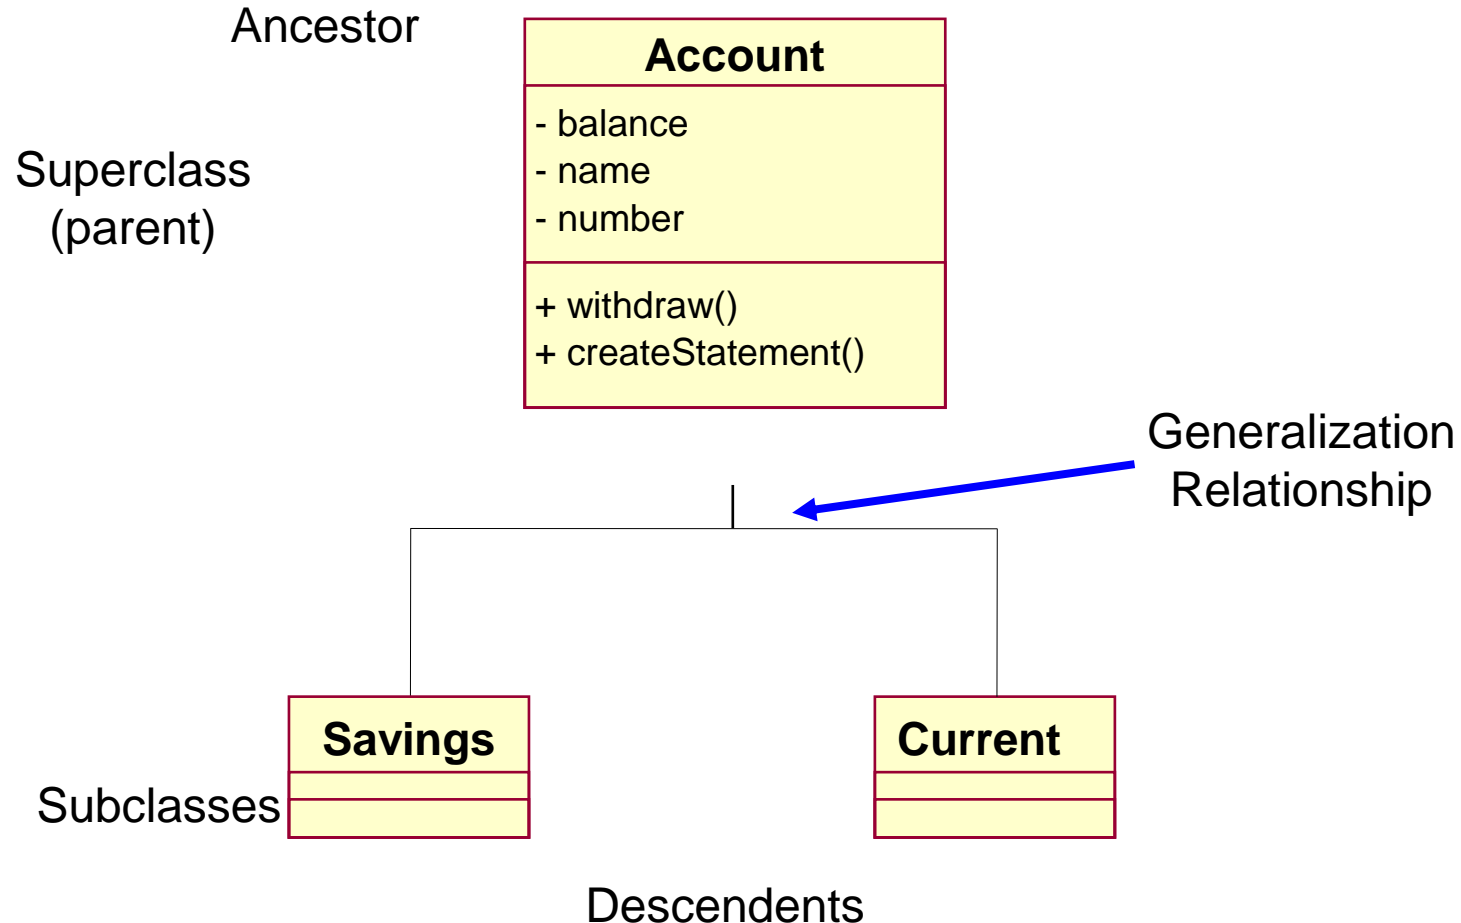 Ancestor
Account
- balance
- name
- number
Superclass
(parent)
+ withdraw()
+ createStatement()
Generalization
Relationship
Savings
Current
Subclasses
Descendents